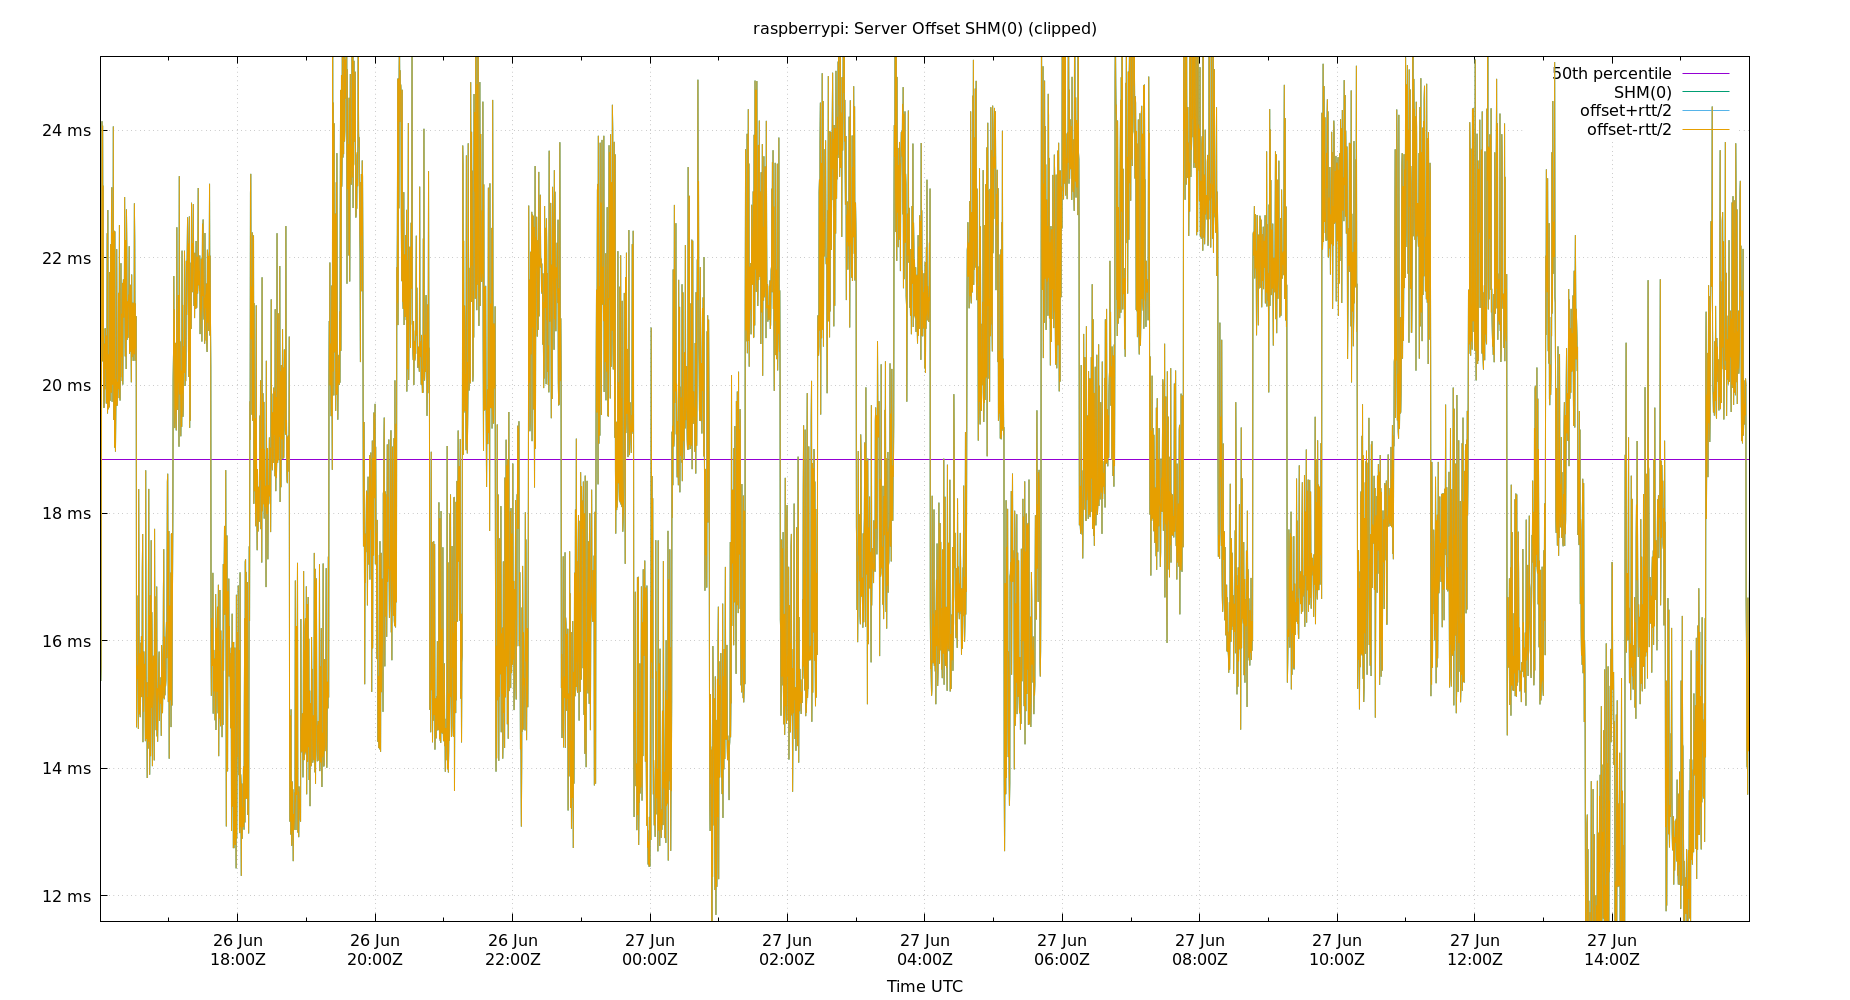 raspberrypi: Server Offset SHM(0) (clipped)
50th percentile
SHM(0)
offset+rtt/2
offset-rtt/2
24 ms
22 ms
20 ms
18 ms
16 ms
14 ms
12 ms
26 Jun 26 Jun 26 Jun 27 Jun 27 Jun 27 Jun 27 Jun 27 Jun 27 Jun 27 Jun 27 Jun
18:00Z 20:00Z 22:00Z 00:00Z 02:00Z 04:00Z 06:00Z 08:00Z 10:00Z 12:00Z 14:00Z
Time UTC